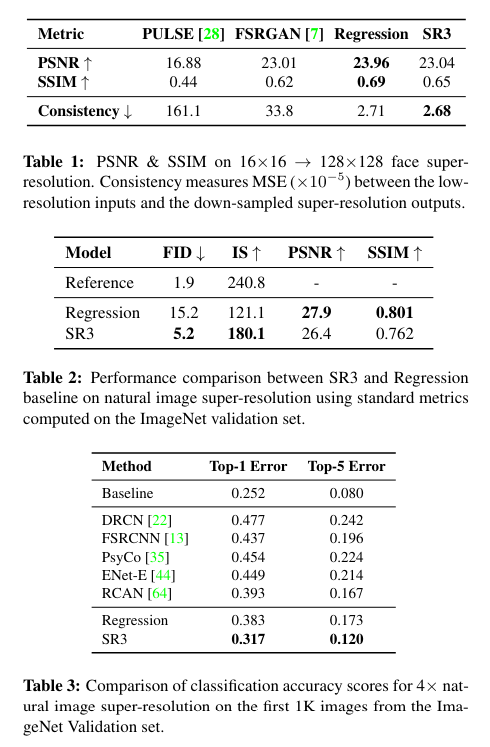 Metric PULSE [28] FSRGAN [7] Regression SR3
PSNR ↑ 16.88 23.01 23.96 23.04
SSIM ↑ 0.44 0.62 0.69 0.65
Consistency ↓ 161.1 33.8 2.71 2.68
Table 1: PSNR & SSIM on 16×16 → 128×128 face super-
resolution. Consistency measures MSE (×10⁻⁵) between the low-
resolution inputs and the down-sampled super-resolution outputs.
Model FID ↓ IS ↑ PSNR ↑ SSIM ↑
Reference 1.9 240.8 - -
Regression 15.2 121.1 27.9 0.801
SR3 5.2 180.1 26.4 0.762
Table 2: Performance comparison between SR3 and Regression
baseline on natural image super-resolution using standard metrics
computed on the ImageNet validation set.
Method Top-1 Error Top-5 Error
Baseline 0.252 0.080
DRCN [22] 0.477 0.242
FSRCNN [13] 0.437 0.196
PsyCo [35] 0.454 0.224
ENet-E [44] 0.449 0.214
RCAN [64] 0.393 0.167
Regression 0.383 0.173
SR3 0.317 0.120
Table 3: Comparison of classification accuracy scores for 4× nat-
ural image super-resolution on the first 1K images from the Ima-
geNet Validation set.